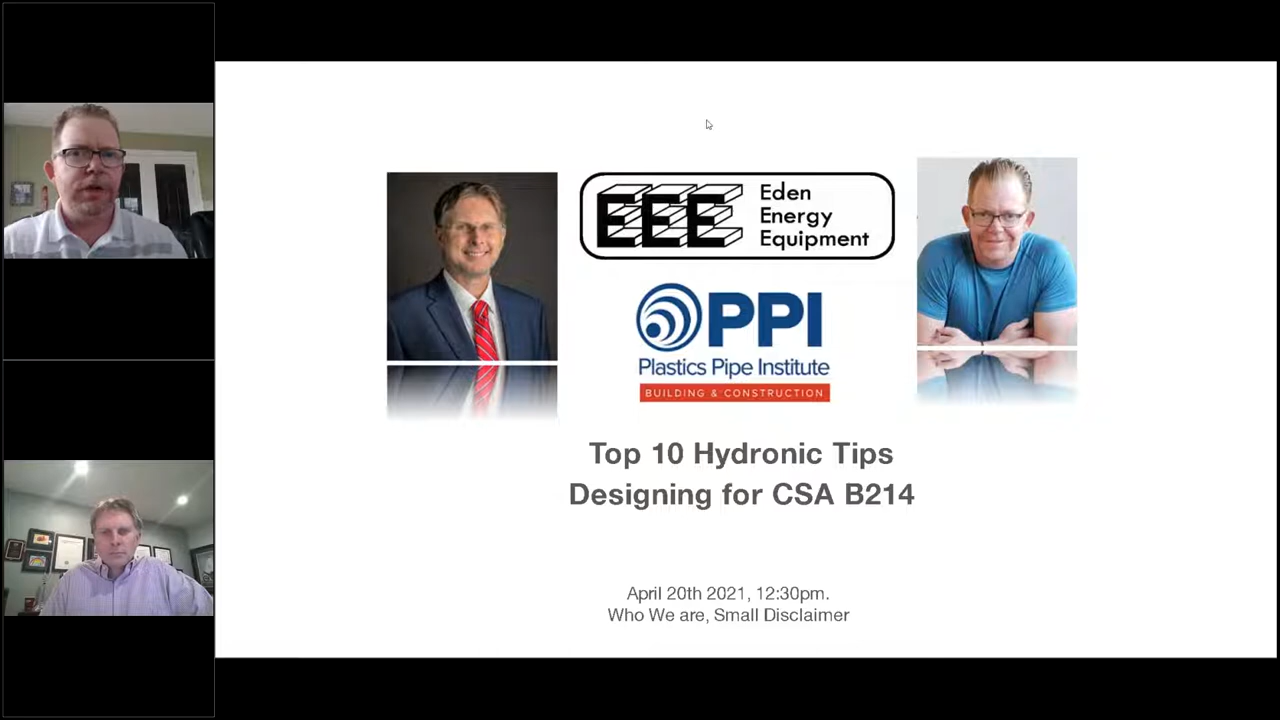 EEE
Eden
Energy
Equipment
PPI
Plastics Pipe Institute
BUILDING & CONSTRUCTION
Top 10 Hydronic Tips
Designing for CSA B214
April 20th 2021, 12:30pm.
Who We are, Small Disclaimer